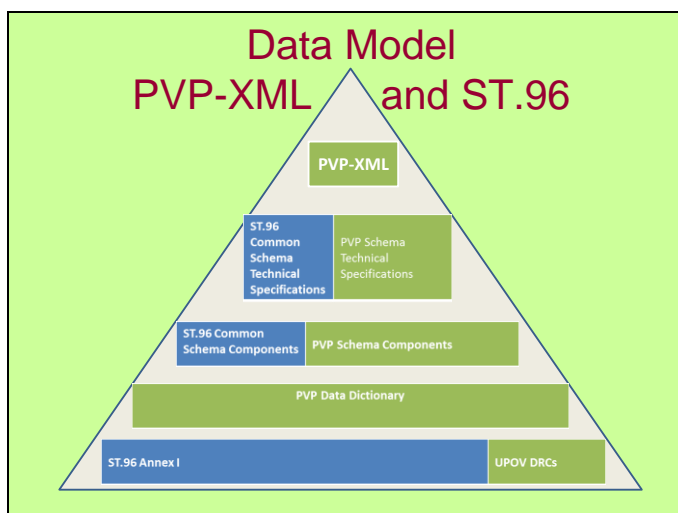 Data Model
PVP-XML and ST.96
PVP-XML
ST.96
Common
Schema
Technical
Specifications
PVP Schema
Technical
Specifications
ST.96 Common
Schema Components
PVP Schema Components
PVP Data Dictionary
ST.96 Annex I
UPOV DRCs